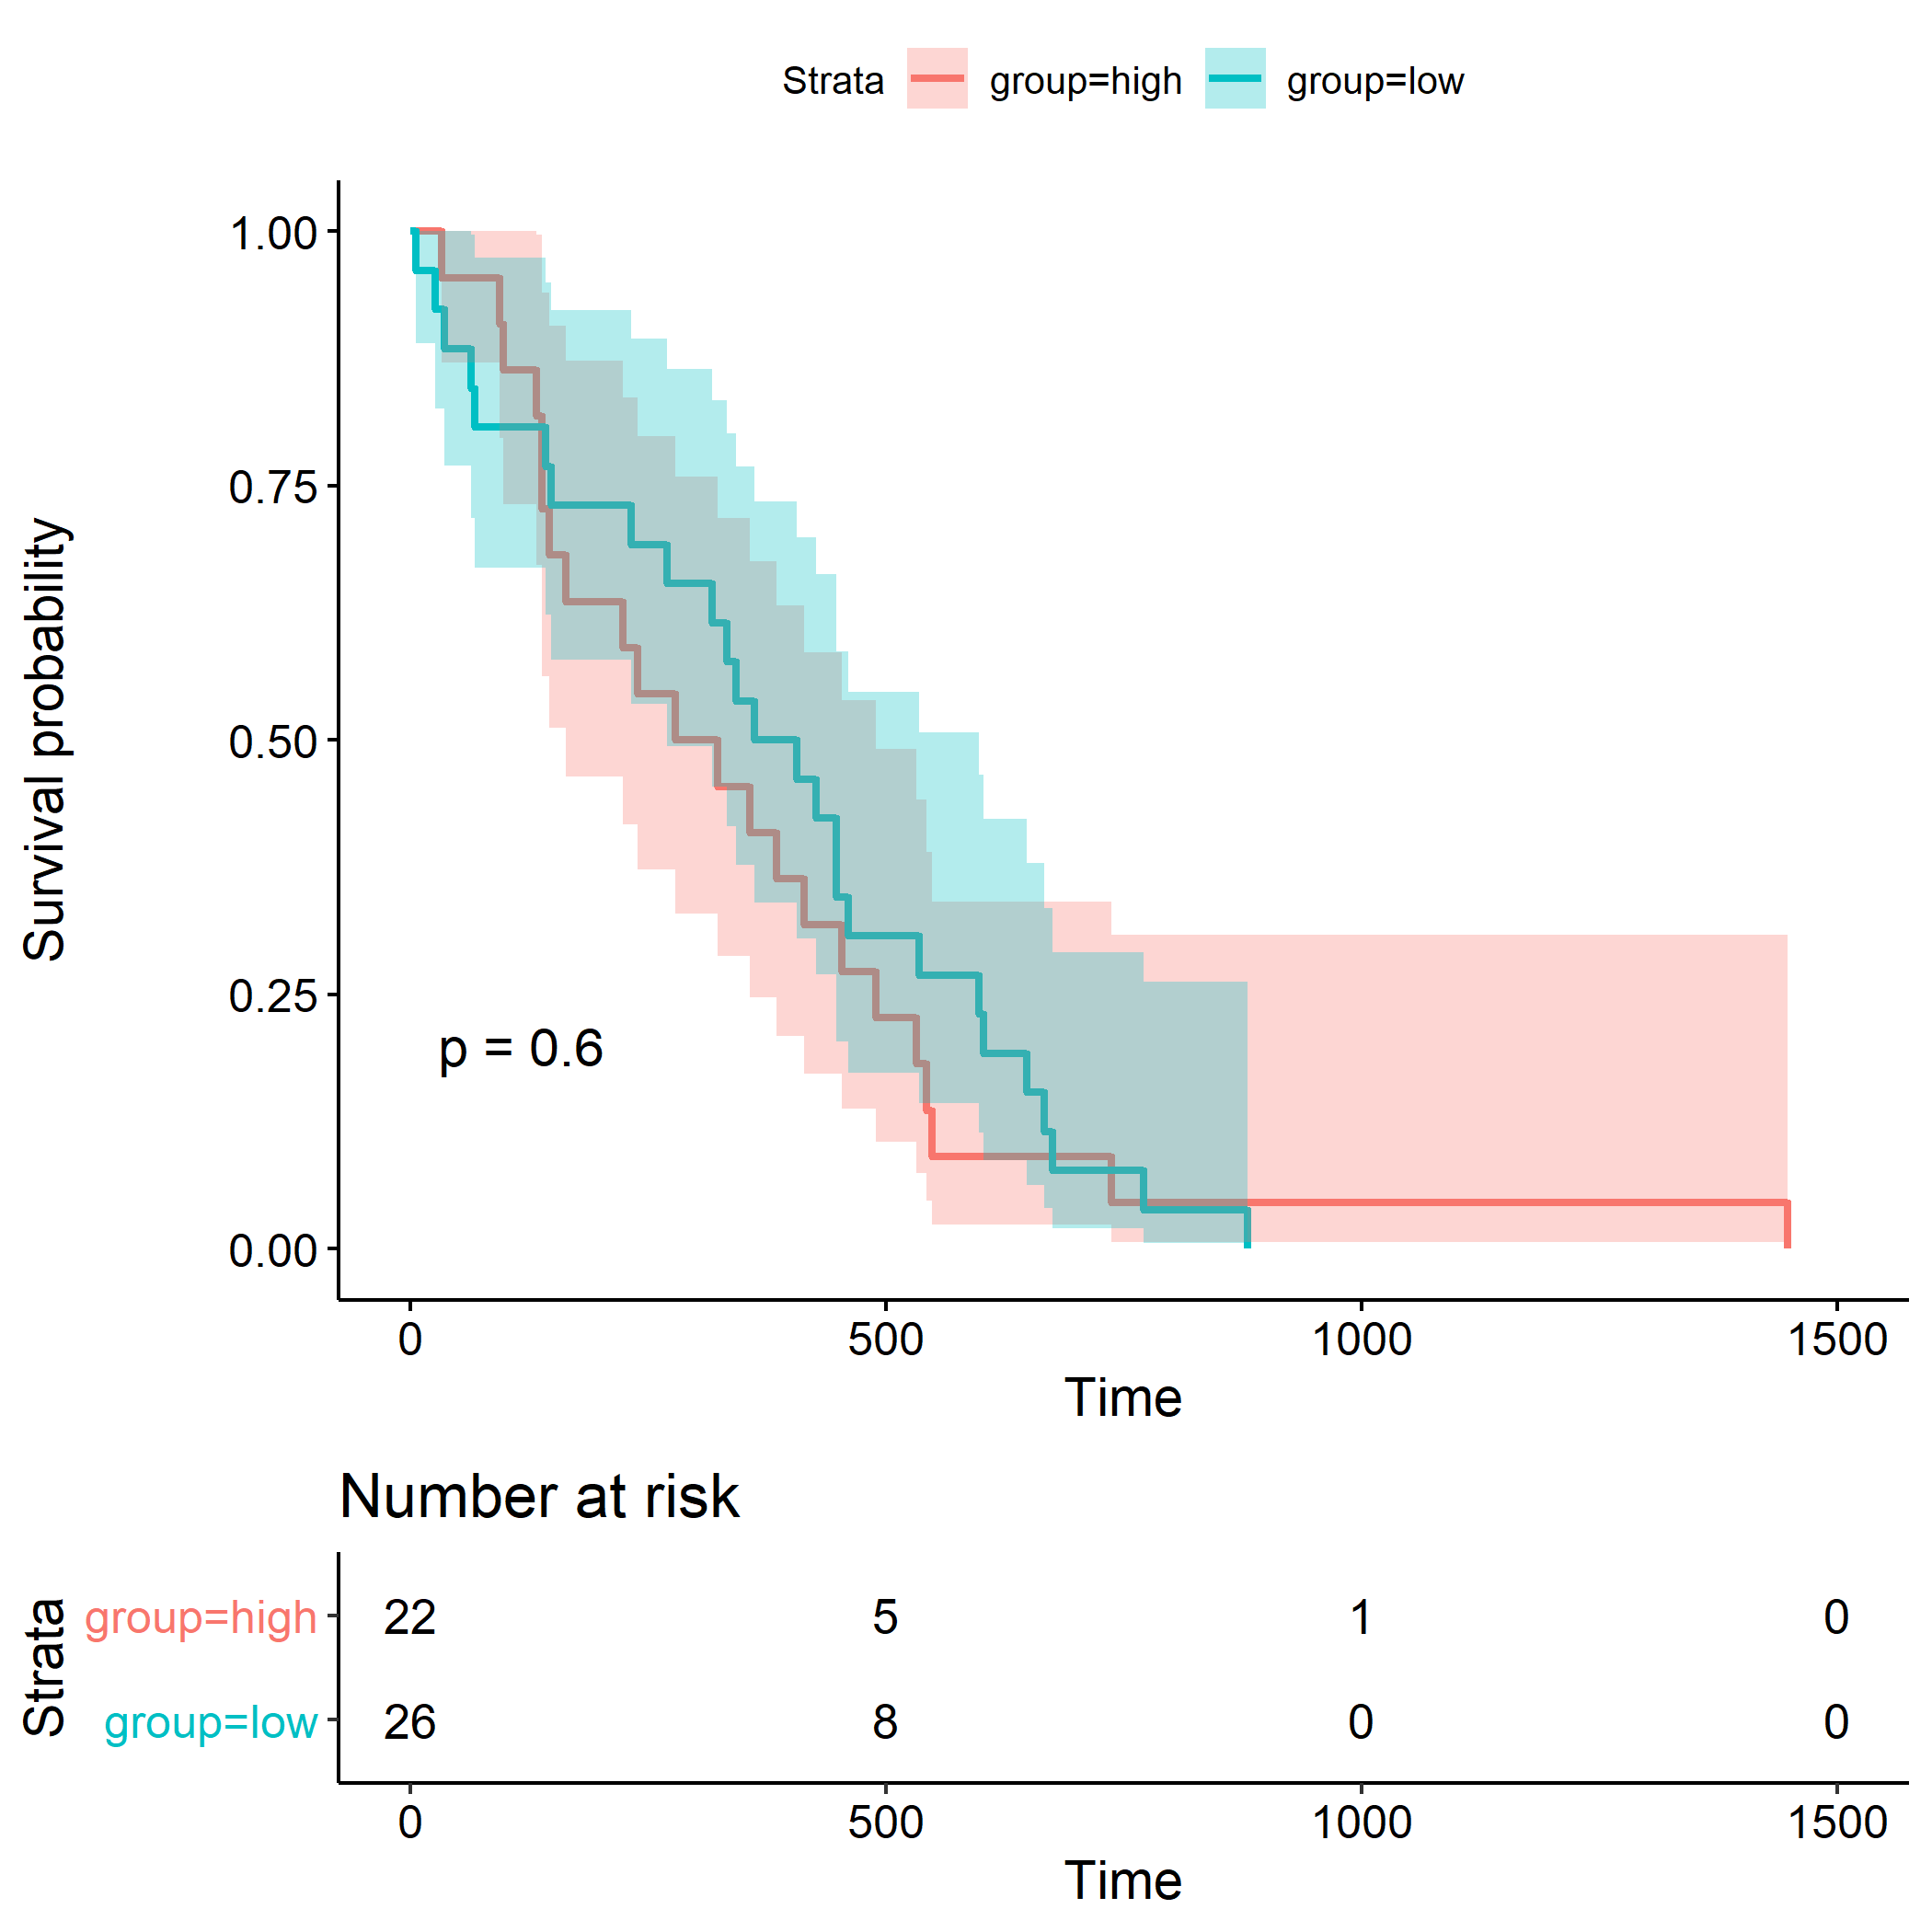 Strata group=high group=low
Survival probability
1.00
0.75
0.50
0.25
0.00
p = 0.6
0 500 1000 1500
Time
Number at risk
Strata
group=high 22 5 1 0
group=low 26 8 0 0
0 500 1000 1500
Time